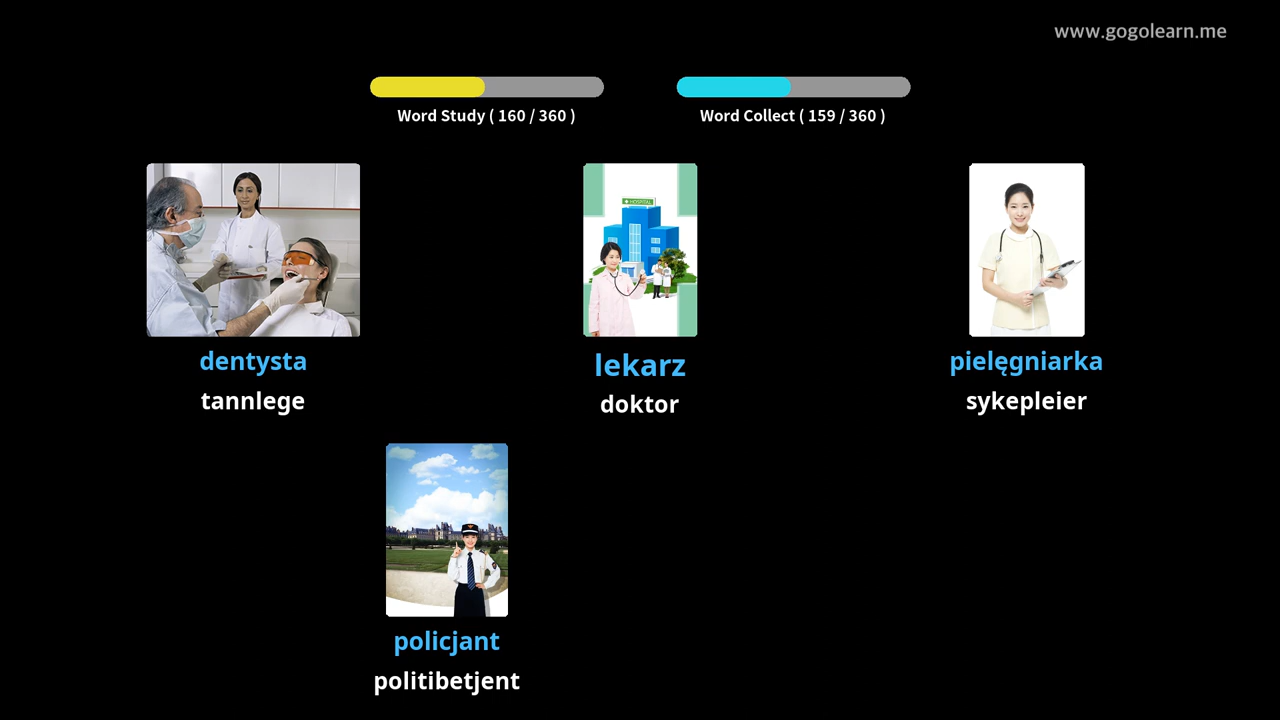 www.gogolearn.me
Word Study ( 160 / 360 )
Word Collect ( 159 / 360 )
HOSPITAL
dentysta
lekarz
pielęgniarka
tannlege
doktor
sykepleier
policjant
politibetjent